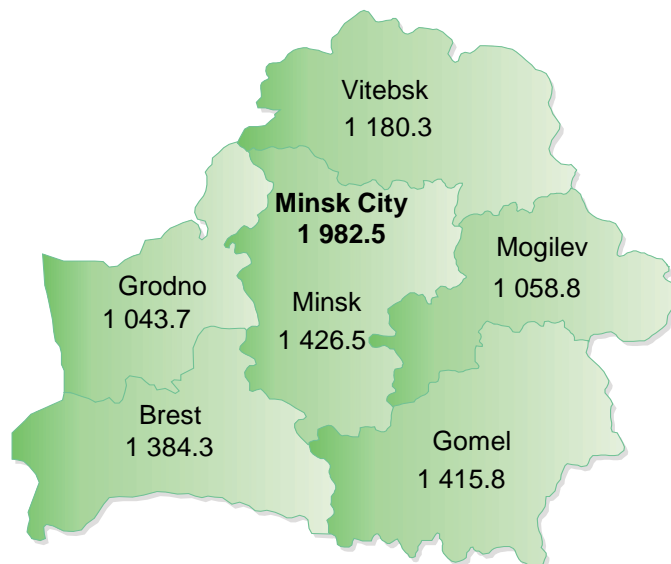 Vitebsk
1 180.3
Minsk City
1 982.5
Mogilev
1 058.8
Grodno
1 043.7
Minsk
1 426.5
Brest
1 384.3
Gomel
1 415.8